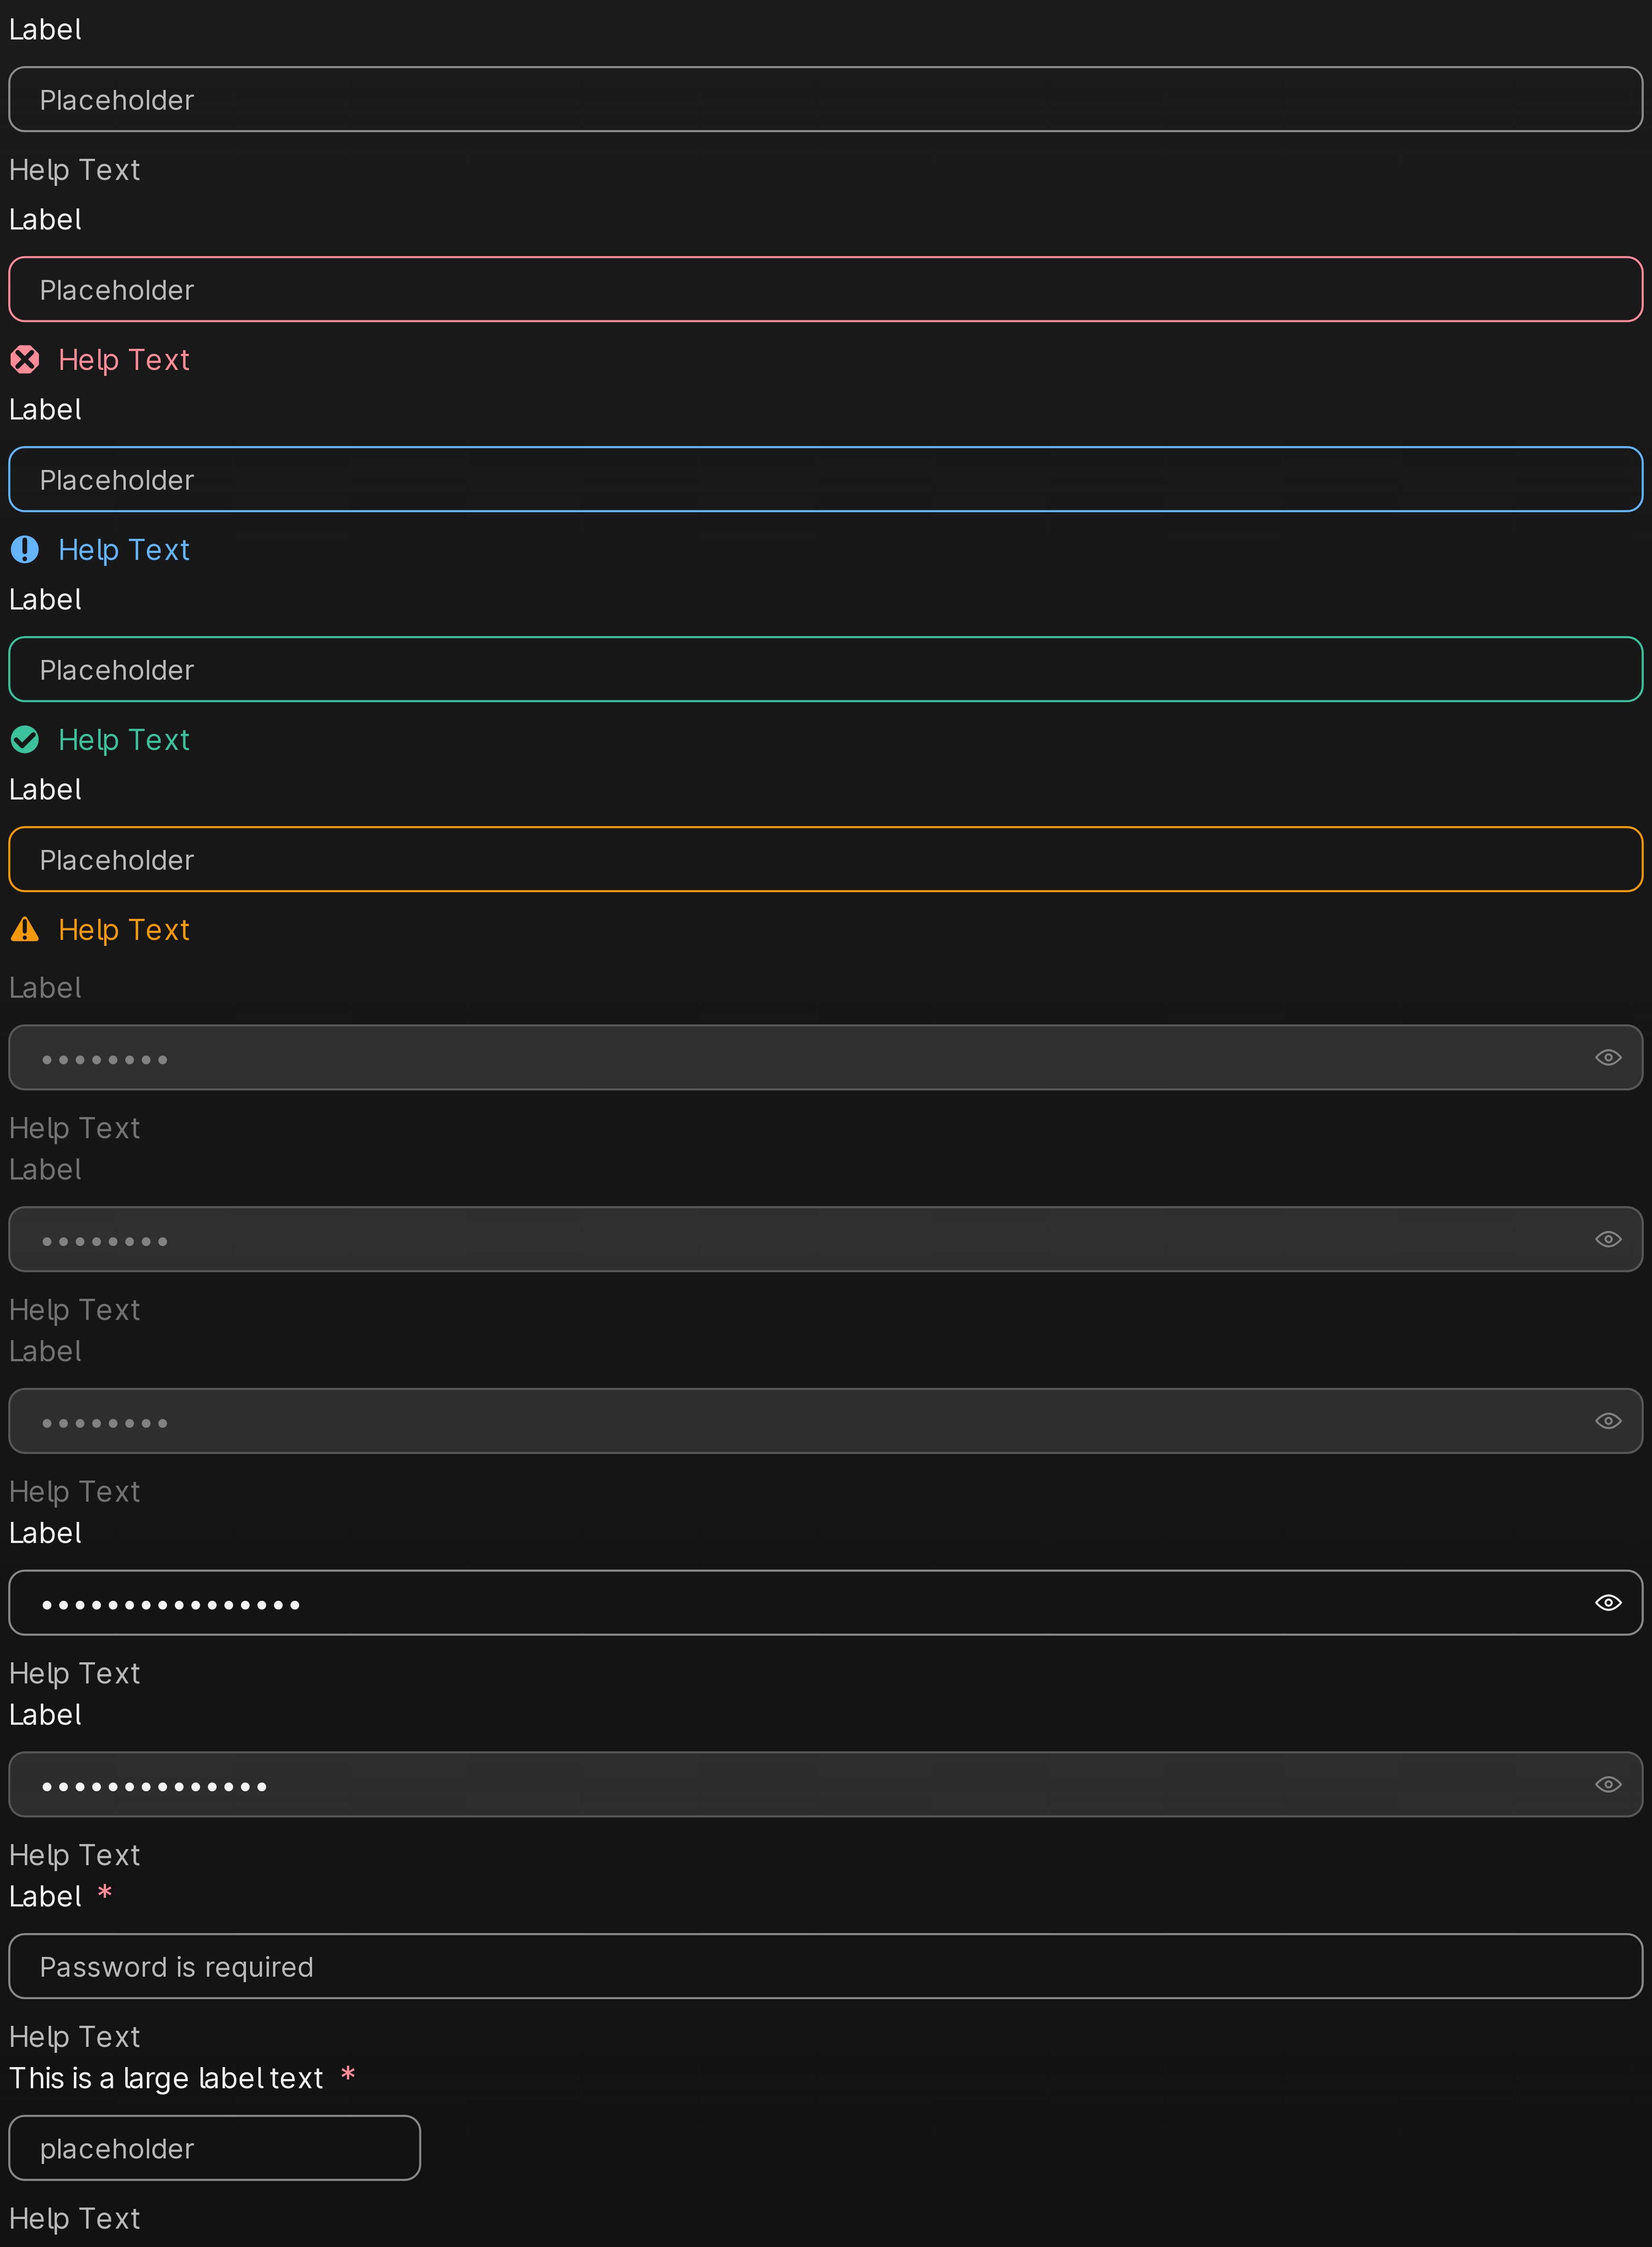 Label
Placeholder
Help Text
Label
Placeholder
Help Text
Label
Placeholder
Help Text
Label
Placeholder
Help Text
Label
Placeholder
Help Text
Label
••••••••
Help Text
Label
••••••••
Help Text
Label
••••••••
Help Text
Label
••••••••••••••••
Help Text
Label
••••••••••••••
Help Text
Label *
Password is required
Help Text
This is a large label text *
placeholder
Help Text